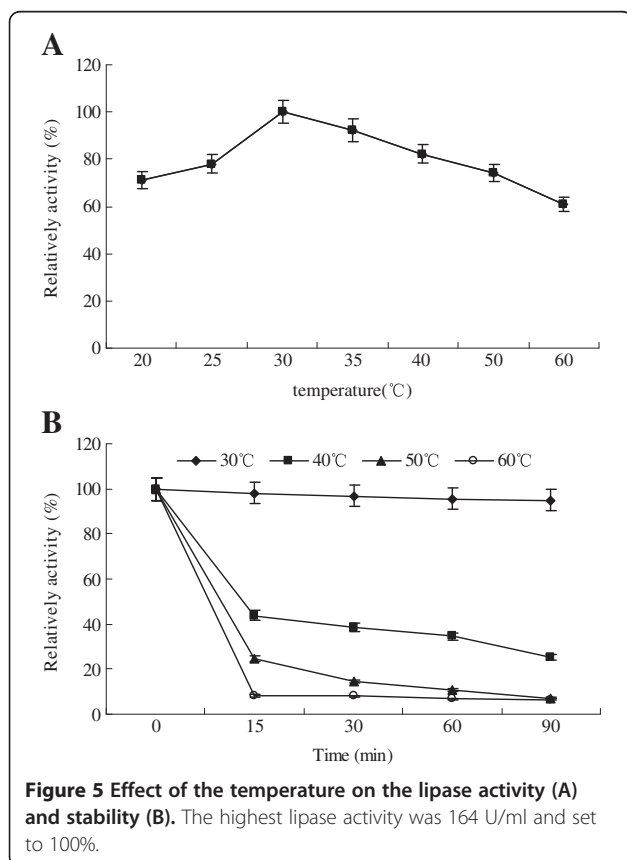 A
Relatively activity (%)
120
100
80
60
40
20
0
20 25 30 35 40 50 60
temperature(℃)
B
30℃ 40℃ 50℃ 60℃
Relatively activity (%)
120
100
80
60
40
20
0
0 15 30 60 90
Time (min)
Figure 5 Effect of the temperature on the lipase activity (A)
and stability (B). The highest lipase activity was 164 U/ml and set
to 100%.